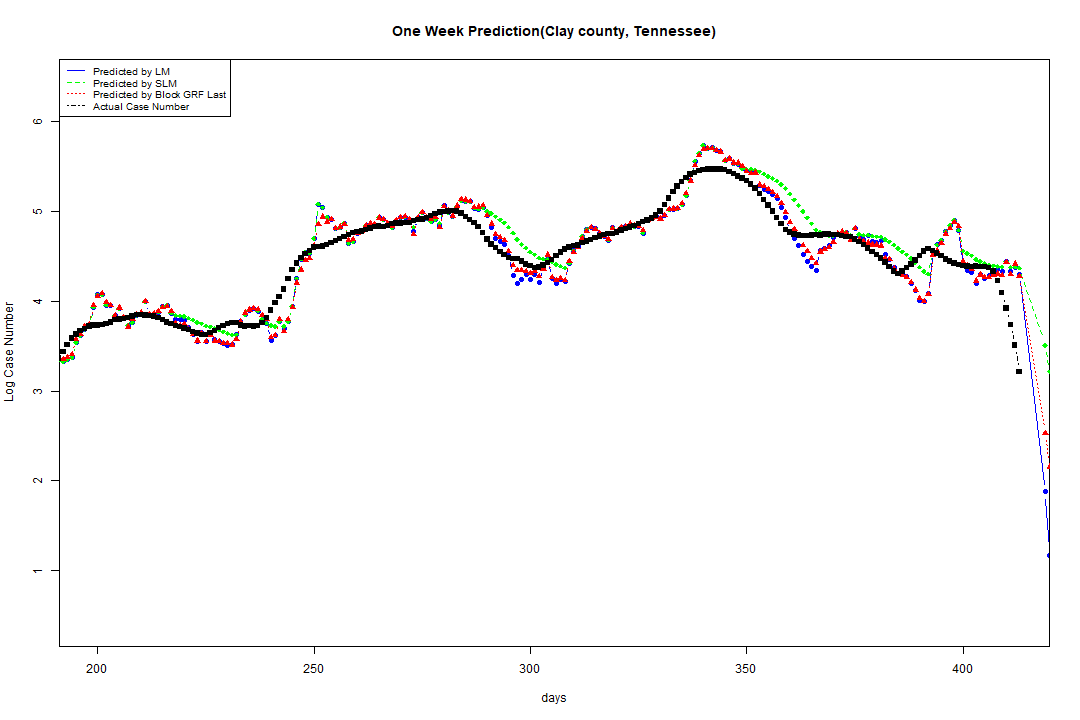 One Week Prediction(Clay county, Tennessee)
Predicted by LM
Predicted by SLM
Predicted by Block GRF Last
Actual Case Number
6
5
4
3
2
1
Log Case Number
200 250 300 350 400
days